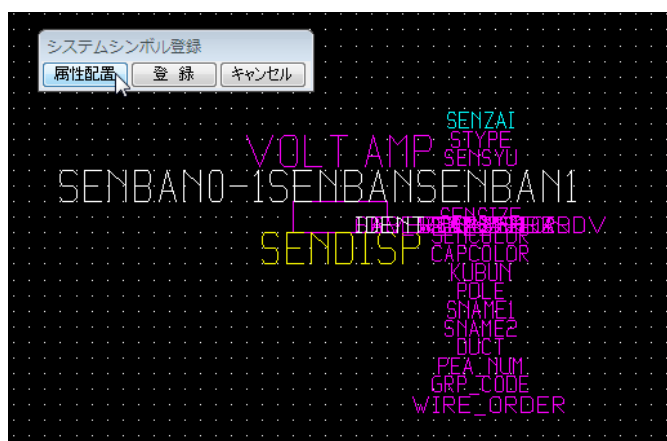 システムシンボル登録
属性配置 登 録 キャンセル
SENZAI
STYPE
VOLT AMP SENSYU
SENBAN0-1SENBANSENBAN1
SENSIZE
IDENT
SENDISP SENCOLOR
CAPCOLOR
KUBUN
POLE
SNAME1
SNAME2
DUCT
PEA_NUM
GRP_CODE
WIRE_ORDER